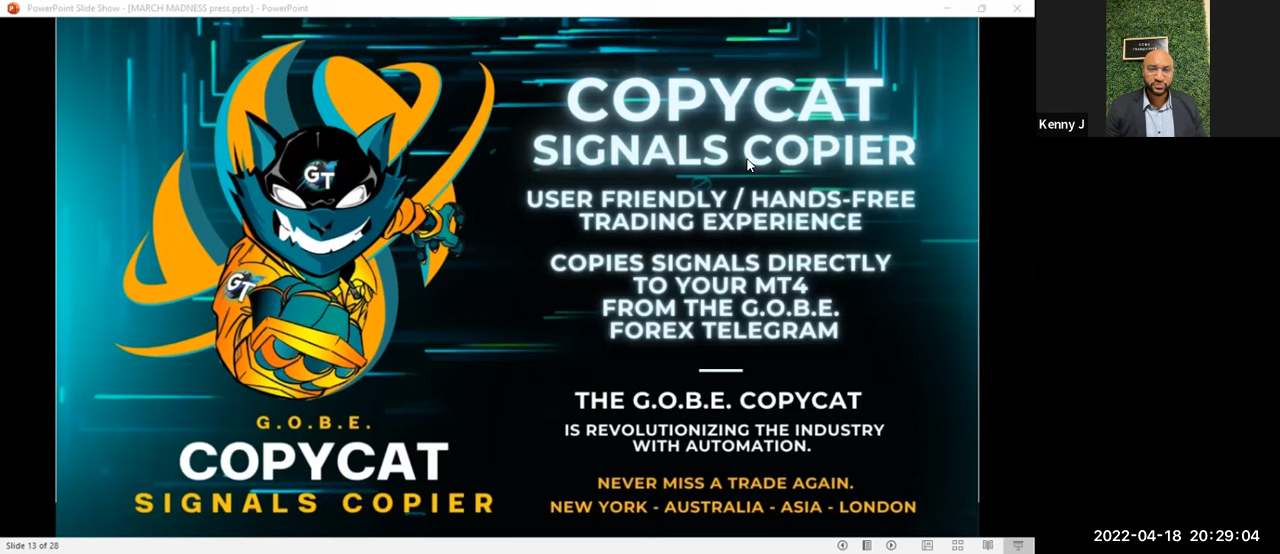 PowerPoint Slide Show - [MARCH MADNESS press.pptx] - PowerPoint
COPYCAT
SIGNALS COPIER
USER FRIENDLY / HANDS-FREE
TRADING EXPERIENCE
COPIES SIGNALS DIRECTLY
TO YOUR MT4
FROM THE G.O.B.E.
FOREX TELEGRAM
THE G.O.B.E. COPYCAT
IS REVOLUTIONIZING THE INDUSTRY
WITH AUTOMATION.
NEVER MISS A TRADE AGAIN.
NEW YORK - AUSTRALIA - ASIA - LONDON
GT
GT
G.O.B.E.
COPYCAT
SIGNALS COPIER
Slide 13 of 28
Kenny J
2022-04-18 20:29:04